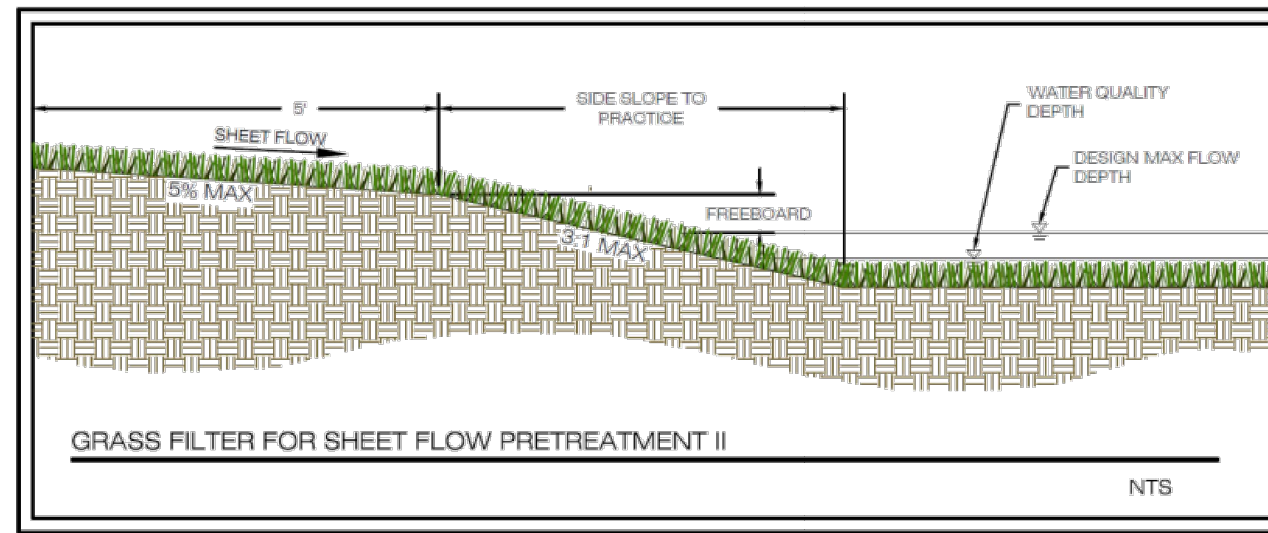 5'
SIDE SLOPE TO
PRACTICE
WATER QUALITY
DEPTH
SHEET FLOW
DESIGN MAX FLOW
DEPTH
5% MAX
FREEBOARD
3:1 MAX
GRASS FILTER FOR SHEET FLOW PRETREATMENT II
NTS